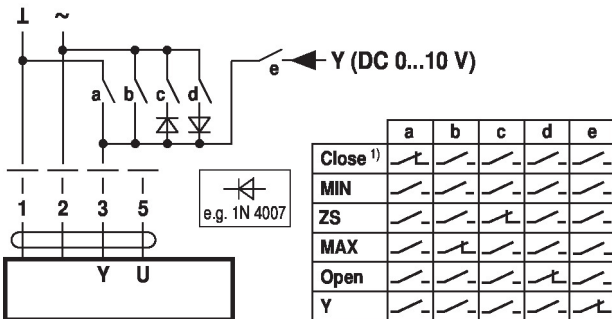 ⊥ ~
a b c d e
Y (DC 0...10 V)
1 2 3 5
Y U
e.g. 1N 4007
a b c d e
Close 1)
MIN
ZS
MAX
Open
Y